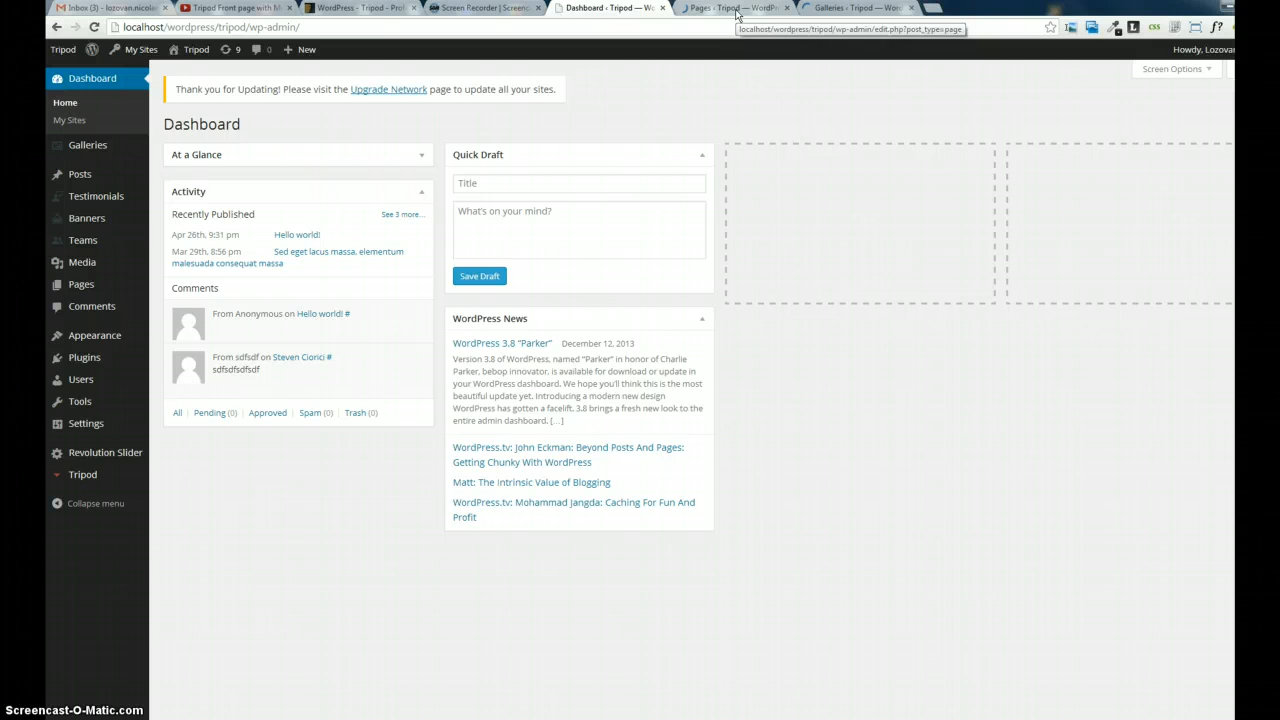 Inbox (3) - lozovan.nicola
Tripod Front page with M
WordPress - Tripod - Prof
Screen Recorder | Screenc
Dashboard ‹ Tripod — Wo
Pages ‹ Tripod — WordPr
Galleries ‹ Tripod — Wor
localhost/wordpress/tripod/wp-admin/
localhost/wordpress/tripod/wp-admin/edit.php?post_type=page
Tripod
My Sites
Tripod
9
0
New
Howdy, Lozovan
Dashboard
Home
My Sites
Galleries
Posts
Testimonials
Banners
Teams
Media
Pages
Comments
Appearance
Plugins
Users
Tools
Settings
Revolution Slider
Tripod
Collapse menu
Screen Options
Thank you for Updating! Please visit the Upgrade Network page to update all your sites.
Dashboard
At a Glance
Activity
Recently Published See 3 more...
Apr 26th, 9:31 pm Hello world!
Mar 29th, 8:56 pm Sed eget lacus massa, elementum
malesuada consequat massa
Comments
From Anonymous on Hello world! #
From sdfsdf on Steven Ciorici #
sdfsdfsdfsdf
All Pending (0) Approved Spam (0) Trash (0)
Quick Draft
Title
What's on your mind?
Save Draft
WordPress News
WordPress 3.8 “Parker” December 12, 2013
Version 3.8 of WordPress, named “Parker” in honor of Charlie
Parker, bebop innovator, is available for download or update in
your WordPress dashboard. We hope you'll think this is the most
beautiful update yet. Introducing a modern new design
WordPress has gotten a facelift. 3.8 brings a fresh new look to the
entire admin dashboard. […]
WordPress.tv: John Eckman: Beyond Posts And Pages:
Getting Chunky With WordPress
Matt: The Intrinsic Value of Blogging
WordPress.tv: Mohammad Jangda: Caching For Fun And
Profit
Screencast-O-Matic.com